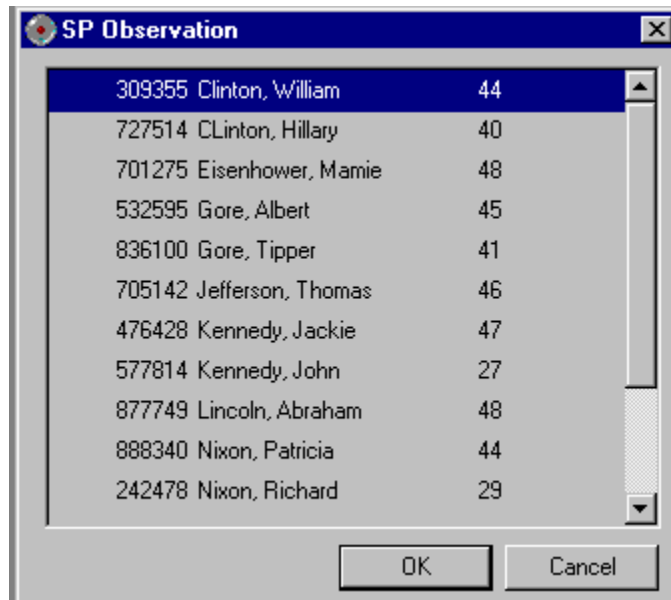 SP Observation
309355 Clinton, William 44
727514 CLinton, Hillary 40
701275 Eisenhower, Mamie 48
532595 Gore, Albert 45
836100 Gore, Tipper 41
705142 Jefferson, Thomas 46
476428 Kennedy, Jackie 47
577814 Kennedy, John 27
877749 Lincoln, Abraham 48
888340 Nixon, Patricia 44
242478 Nixon, Richard 29
OK Cancel